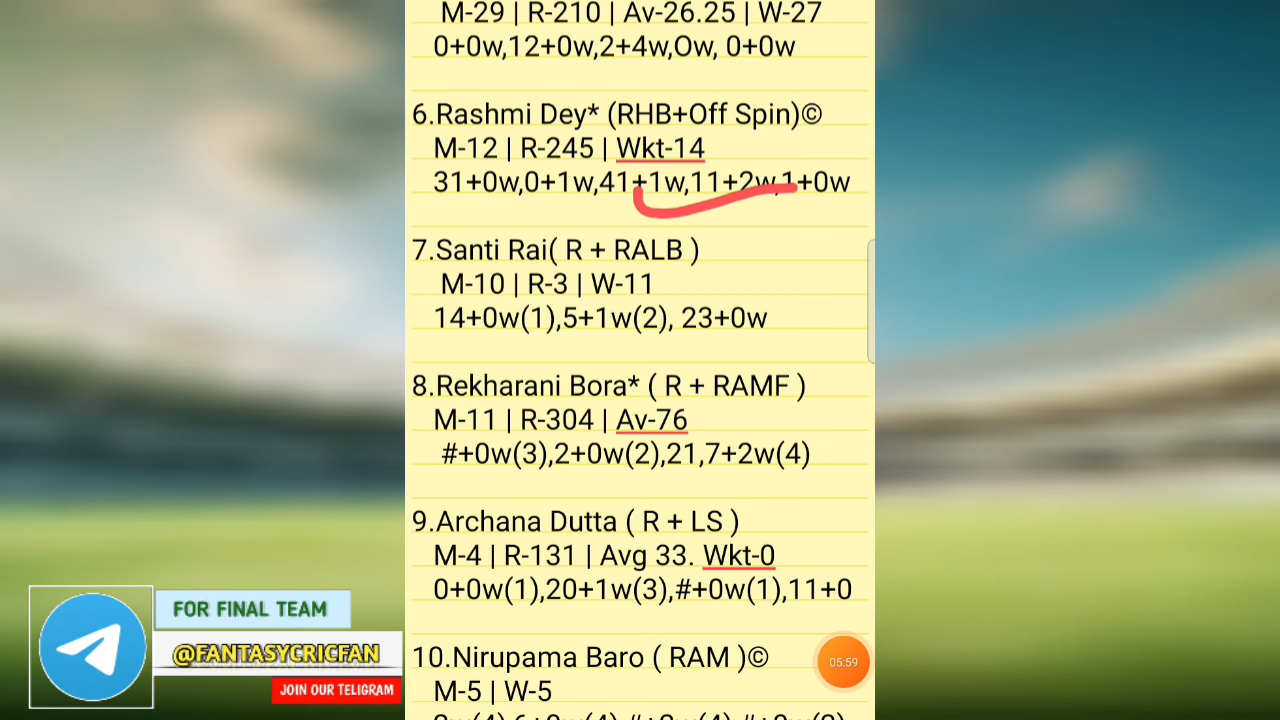 M-29 | R-210 | Av-26.25 | W-27
0+0w,12+0w,2+4w,Ow, 0+0w
6.Rashmi Dey* (RHB+Off Spin)©
M-12 | R-245 | Wkt-14
31+0w,0+1w,41+1w,11+2w,1+0w
7.Santi Rai( R + RALB )
M-10 | R-3 | W-11
14+0w(1),5+1w(2), 23+0w
8.Rekharani Bora* ( R + RAMF )
M-11 | R-304 | Av-76
#+0w(3),2+0w(2),21,7+2w(4)
9.Archana Dutta ( R + LS )
M-4 | R-131 | Avg 33. Wkt-0
0+0w(1),20+1w(3),#+0w(1),11+0
10.Nirupama Baro ( RAM )©
M-5 | W-5
FOR FINAL TEAM
@FANTASYCRICFAN
JOIN OUR TELIGRAM
05:59